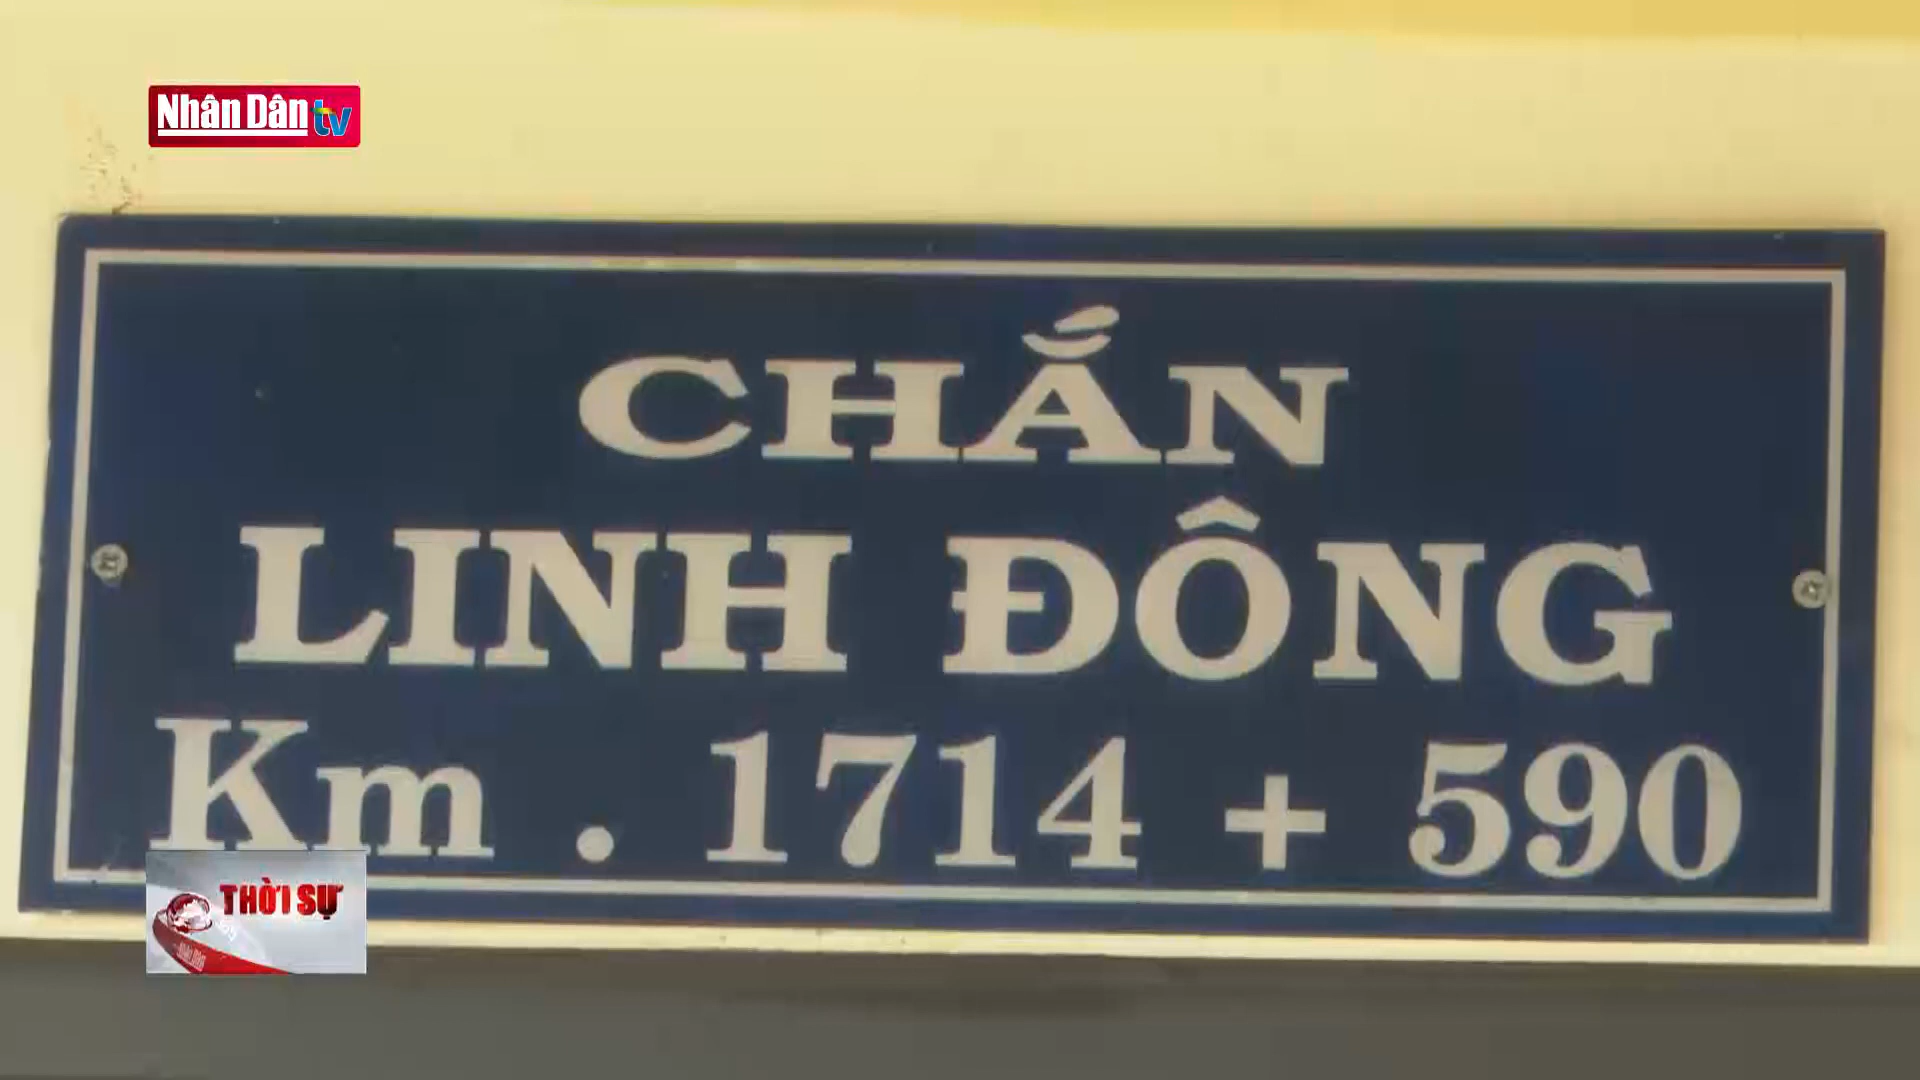 Nhân Dân tv
CHẮN
LINH ĐÔNG
Km . 1714 + 590
THỜI SỰ